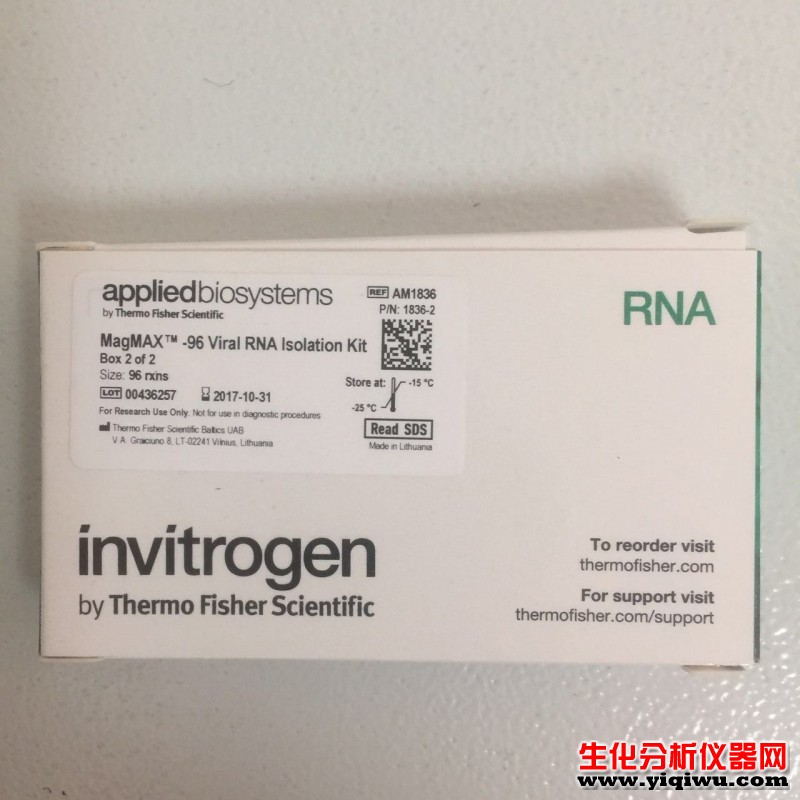 appliedbiosystems
by Thermo Fisher Scientific
REF AM1836
P/N: 1836-2
MagMAX™ -96 Viral RNA Isolation Kit
Box 2 of 2
Size: 96 rxns
LOT 00436257 2017-10-31
Store at: -15 °C
-25 °C
For Research Use Only. Not for use in diagnostic procedures
Thermo Fisher Scientific Baltics UAB
V.A. Graiciuno 8, LT-02241 Vilnius, Lithuania
Read SDS
Made in Lithuania
RNA
invitrogen
by Thermo Fisher Scientific
To reorder visit
thermofisher.com
For support visit
thermofisher.com/support
生化分析仪器网
www.yiqiwu.com